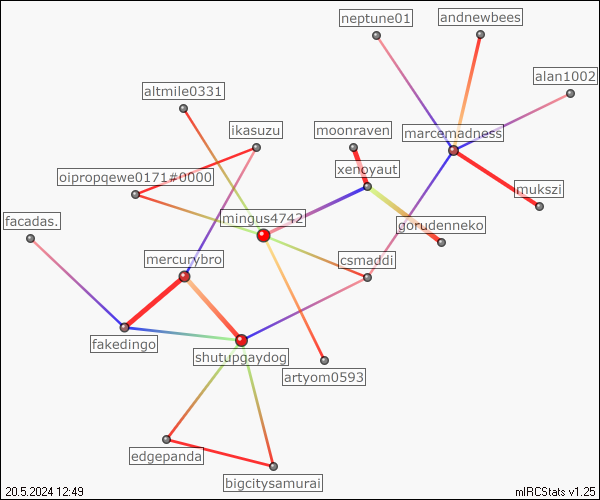 neptune01
andnewbees
alan1002
altmile0331
ikasuzu
moonraven
marcemadness
xenoyaut
oipropqewe0171#0000
mukszi
facadas.
mingus4742
gorudenneko
mercurybro
csmaddi
fakedingo
shutupgaydog
artyom0593
edgepanda
bigcitysamurai
20.5.2024 12:49
mIRCStats v1.25